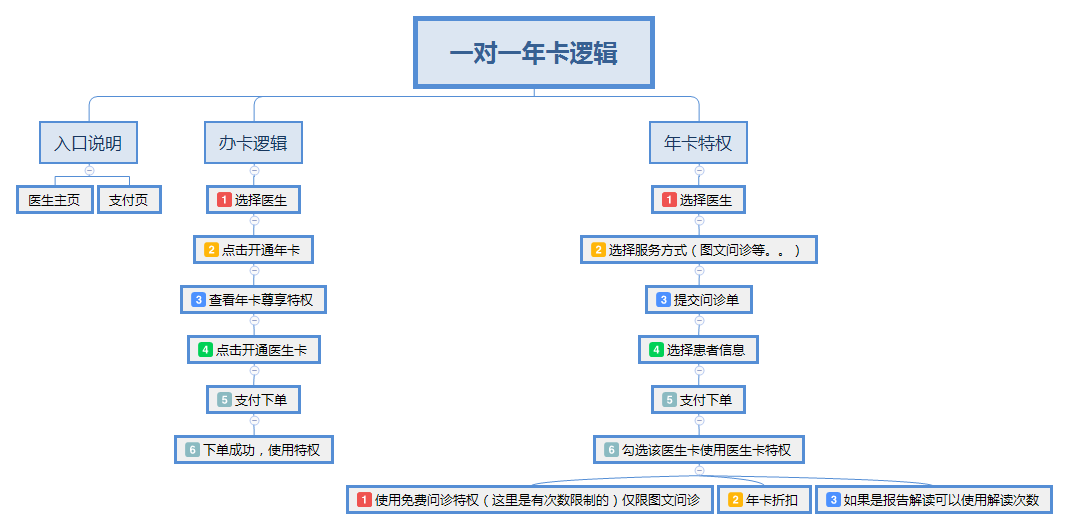 一对一年卡逻辑
入口说明
办卡逻辑
年卡特权
医生主页
支付页
1 选择医生
1 选择医生
2 点击开通年卡
2 选择服务方式（图文问诊等。。）
3 查看年卡尊享特权
3 提交问诊单
4 点击开通医生卡
4 选择患者信息
5 支付下单
5 支付下单
6 下单成功，使用特权
6 勾选该医生卡使用医生卡特权
1 使用免费问诊特权（这里是有次数限制的）仅限图文问诊
2 年卡折扣
3 如果是报告解读可以使用解读次数